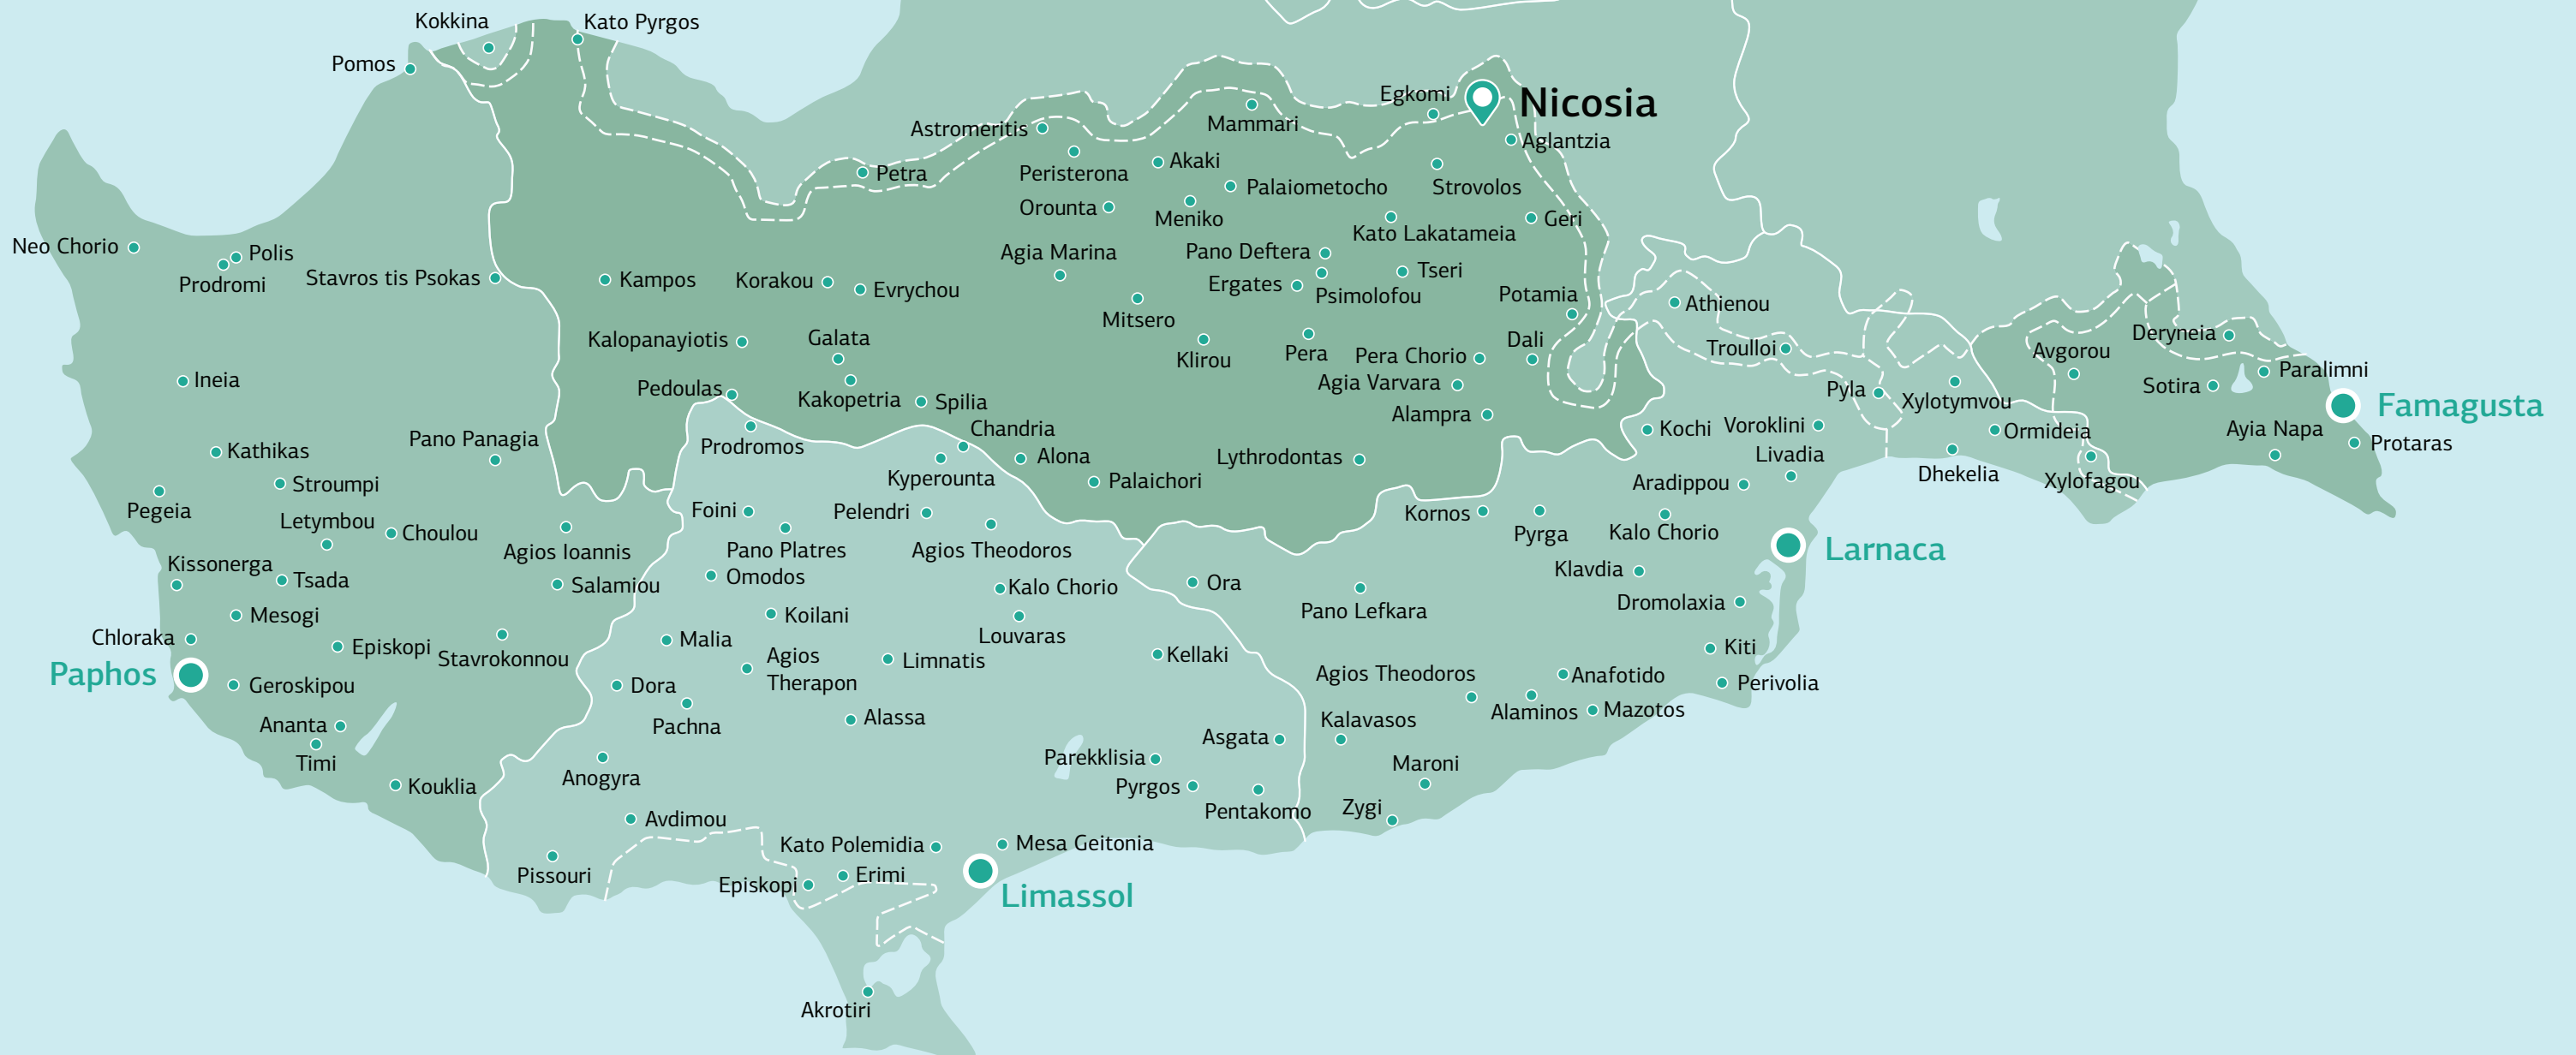 Kokkina
Kato Pyrgos
Pomos
Egkomi
Nicosia
Astromeritis
Mammari
Aglantzia
Peristerona
Akaki
Petra
Palaiometocho
Strovolos
Orounta
Meniko
Geri
Kato Lakatameia
Neo Chorio
Polis
Agia Marina
Pano Deftera
Prodromi
Stavros tis Psokas
Kampos
Korakou
Evrychou
Ergates
Tseri
Psimolofou
Potamia
Athienou
Mitsero
Kalopanayiotis
Galata
Klirou
Pera
Pera Chorio
Dali
Troulloi
Avgorou
Deryneia
Ineia
Pedoulas
Kakopetria
Spilia
Agia Varvara
Pyla
Xylotymvou
Sotira
Paralimni
Famagusta
Alampra
Chandria
Prodromos
Pano Panagia
Kathikas
Kyperounta
Alona
Lythrodontas
Kochi
Voroklini
Livadia
Ormideia
Ayia Napa
Protaras
Stroumpi
Palaichori
Aradippou
Dhekelia
Xylofagou
Pegeia
Letymbou
Choulou
Foini
Pelendri
Kornos
Pyrga
Kalo Chorio
Agios Ioannis
Pano Platres
Agios Theodoros
Larnaca
Kissonerga
Tsada
Salamiou
Omodos
Kalo Chorio
Ora
Klavdia
Pano Lefkara
Dromolaxia
Mesogi
Koilani
Louvaras
Chloraka
Episkopi
Stavrokonnou
Malia
Limnatis
Kellaki
Kiti
Paphos
Agios
Therapon
Geroskipou
Dora
Agios Theodoros
Anafotido
Perivolia
Ananta
Pachna
Alassa
Kalavasos
Alaminos
Mazotos
Timi
Anogyra
Asgata
Parekklisia
Maroni
Kouklia
Pyrgos
Pentakomo
Zygi
Avdimou
Kato Polemidia
Mesa Geitonia
Pissouri
Episkopi
Erimi
Limassol
Akrotiri